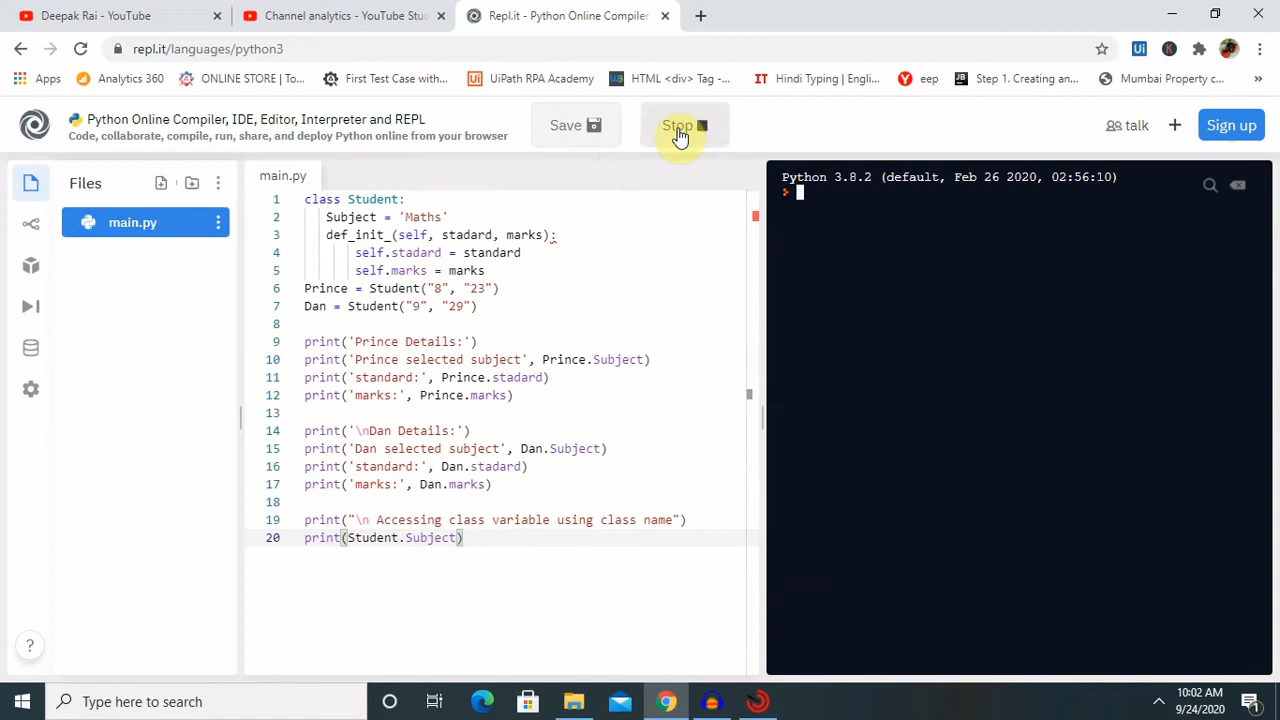 Deepak Rai - YouTube
Channel analytics - YouTube Stu
Repl.it - Python Online Compiler
repl.it/languages/python3
Apps
Analytics 360
ONLINE STORE | To...
First Test Case with...
UiPath RPA Academy
HTML <div> Tag -...
Hindi Typing | Engli...
eep
Step 1. Creating an...
Mumbai Property c...
»
Python Online Compiler, IDE, Editor, Interpreter and REPL
Code, collaborate, compile, run, share, and deploy Python online from your browser
Save
Stop
talk
+
Sign up
Files
main.py
main.py
1 class Student:
2 Subject = 'Maths'
3 def_init_(self, stadard, marks):
4 self.stadard = standard
5 self.marks = marks
6 Prince = Student("8", "23")
7 Dan = Student("9", "29")
8
9 print('Prince Details:')
10 print('Prince selected subject', Prince.Subject)
11 print('standard:', Prince.stadard)
12 print('marks:', Prince.marks)
13
14 print('\nDan Details:')
15 print('Dan selected subject', Dan.Subject)
16 print('standard:', Dan.stadard)
17 print('marks:', Dan.marks)
18
19 print("\n Accessing class variable using class name")
20 print(Student.Subject)
Python 3.8.2 (default, Feb 26 2020, 02:56:10)
?
Type here to search
10:02 AM
9/24/2020
1